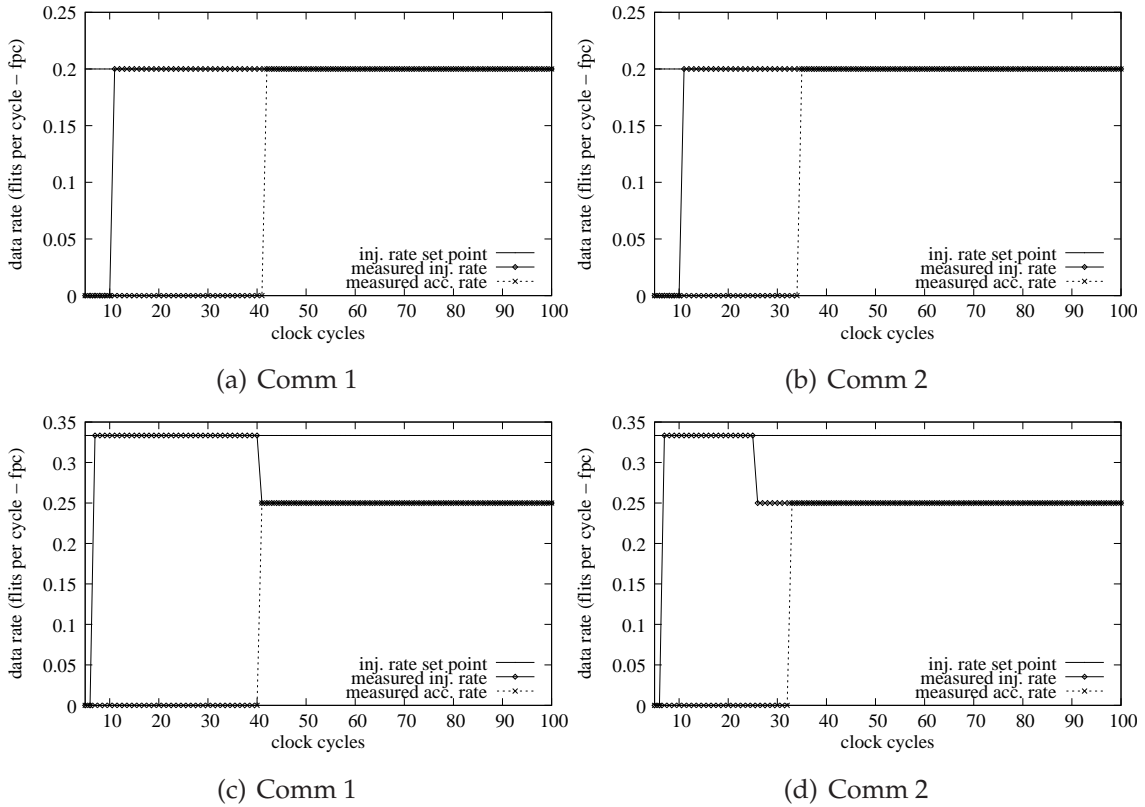 0.25
0.2
0.15
0.1
0.05
0
10 20 30 40 50 60 70 80 90 100
data rate (flits per cycle − fpc)
clock cycles
inj. rate set point
measured inj. rate
measured acc. rate
(a) Comm 1
0.25
0.2
0.15
0.1
0.05
0
10 20 30 40 50 60 70 80 90 100
data rate (flits per cycle − fpc)
clock cycles
inj. rate set point
measured inj. rate
measured acc. rate
(b) Comm 2
0.35
0.3
0.25
0.2
0.15
0.1
0.05
0
10 20 30 40 50 60 70 80 90 100
data rate (flits per cycle − fpc)
clock cycles
inj. rate set point
measured inj. rate
measured acc. rate
(c) Comm 1
0.35
0.3
0.25
0.2
0.15
0.1
0.05
0
10 20 30 40 50 60 70 80 90 100
data rate (flits per cycle − fpc)
clock cycles
inj. rate set point
measured inj. rate
measured acc. rate
(d) Comm 2